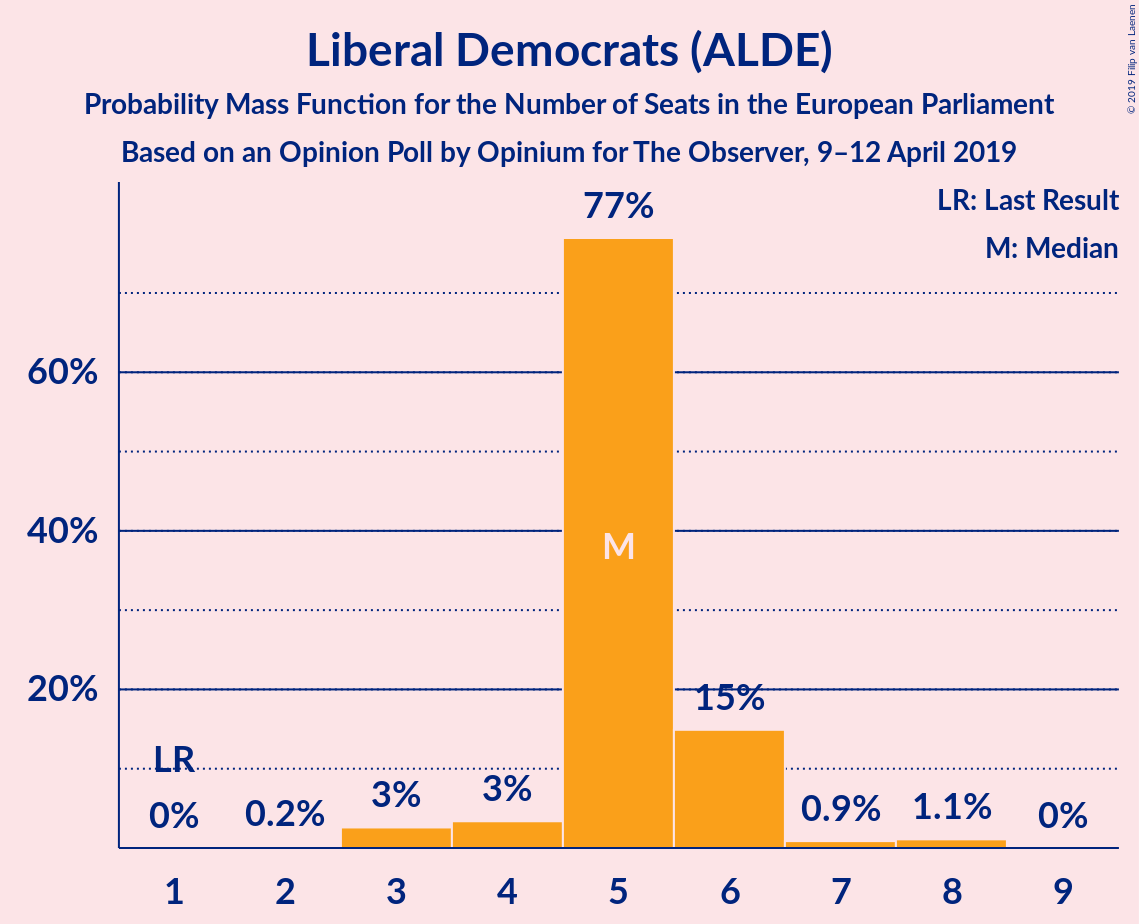 Liberal Democrats (ALDE)
Probability Mass Function for the Number of Seats in the European Parliament
Based on an Opinion Poll by Opinium for The Observer, 9–12 April 2019
© 2019 Filip van Laenen
LR: Last Result
M: Median
77%
60%
40%
M
20%
15%
LR
0%
0.2%
3%
3%
0.9%
1.1%
0%
1 2 3 4 5 6 7 8 9